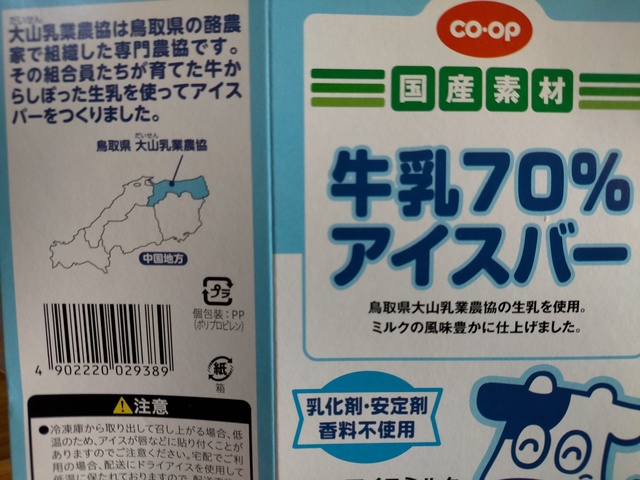 だいせん
大山乳業農協は鳥取県の酪農
家で組織した専門農協です。
その組合員たちが育てた牛か
らしぼった生乳を使ってアイス
バーをつくりました。
だいせん
鳥取県 大山乳業農協
中国地方
プラ
個包装:PP
(ポリプロピレン)
4 902220 029389
紙
箱
注意
●冷凍庫から取り出して召し上がる場合、低
温のため、アイスが唇などに貼り付くことが
ありますのでご注意ください。宅配でご利
用の場合、配送にドライアイスを使用して
CO・OP
国産素材
牛乳70%
アイスバー
鳥取県大山乳業農協の生乳を使用。
ミルクの風味豊かに仕上げました。
乳化剤・安定剤
香料不使用